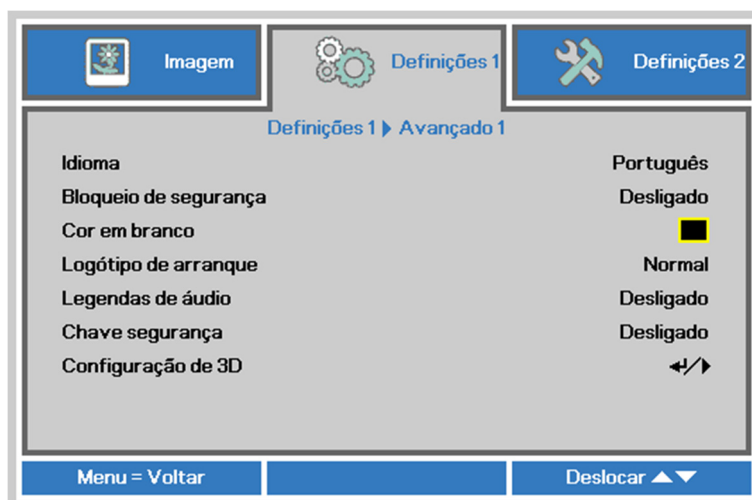 Imagem
Definições 1
Definições 2
Definições 1 Avançado 1
Idioma Português
Bloqueio de segurança Desligado
Cor em branco
Logótipo de arranque Normal
Legendas de áudio Desligado
Chave segurança Desligado
Configuração de 3D
Menu = Voltar
Deslocar